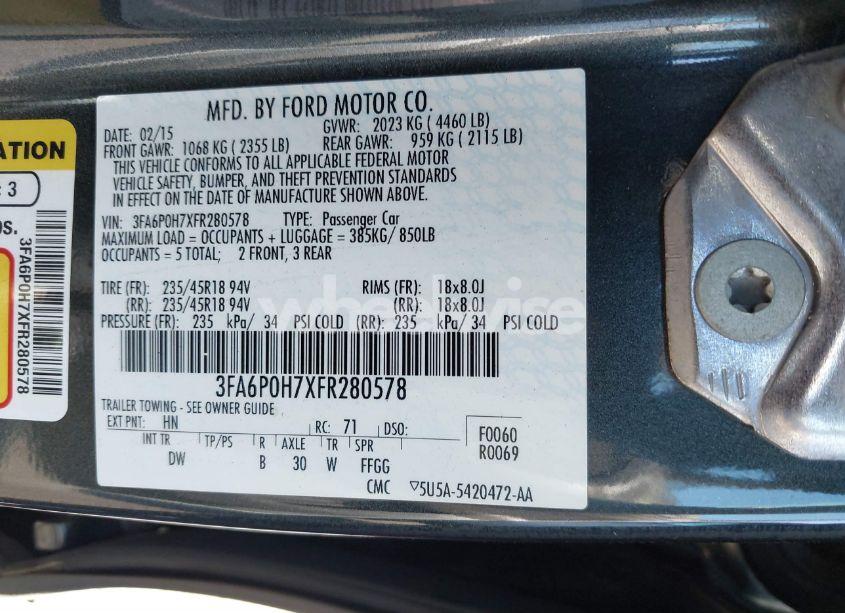 MFD. BY FORD MOTOR CO.
DATE: 02/15 GVWR: 2023 KG ( 4460 LB)
FRONT GAWR: 1068 KG ( 2355 LB) REAR GAWR: 959 KG ( 2115 LB)
THIS VEHICLE CONFORMS TO ALL APPLICABLE FEDERAL MOTOR
VEHICLE SAFETY, BUMPER, AND THEFT PREVENTION STANDARDS
IN EFFECT ON THE DATE OF MANUFACTURE SHOWN ABOVE.
VIN: 3FA6P0H7XFR280578 TYPE: Passenger Car
MAXIMUM LOAD = OCCUPANTS + LUGGAGE = 385KG/ 850LB
OCCUPANTS = 5 TOTAL; 2 FRONT, 3 REAR
TIRE (FR): 235/45R18 94V RIMS (FR): 18x8.0J
(RR): 235/45R18 94V (RR): 18x8.0J
PRESSURE (FR): 235 kPa/ 34 PSI COLD (RR): 235 kPa/ 34 PSI COLD
3FA6P0H7XFR280578
TRAILER TOWING - SEE OWNER GUIDE
EXT PNT: HN RC: 71 DSO: F0060
R0069
INT TR TP/PS R AXLE TR SPR
DW B 30 W FFGG
CMC ▽5U5A-5420472-AA
ATION
: 3
os.
3FA6P0H7XFR280578